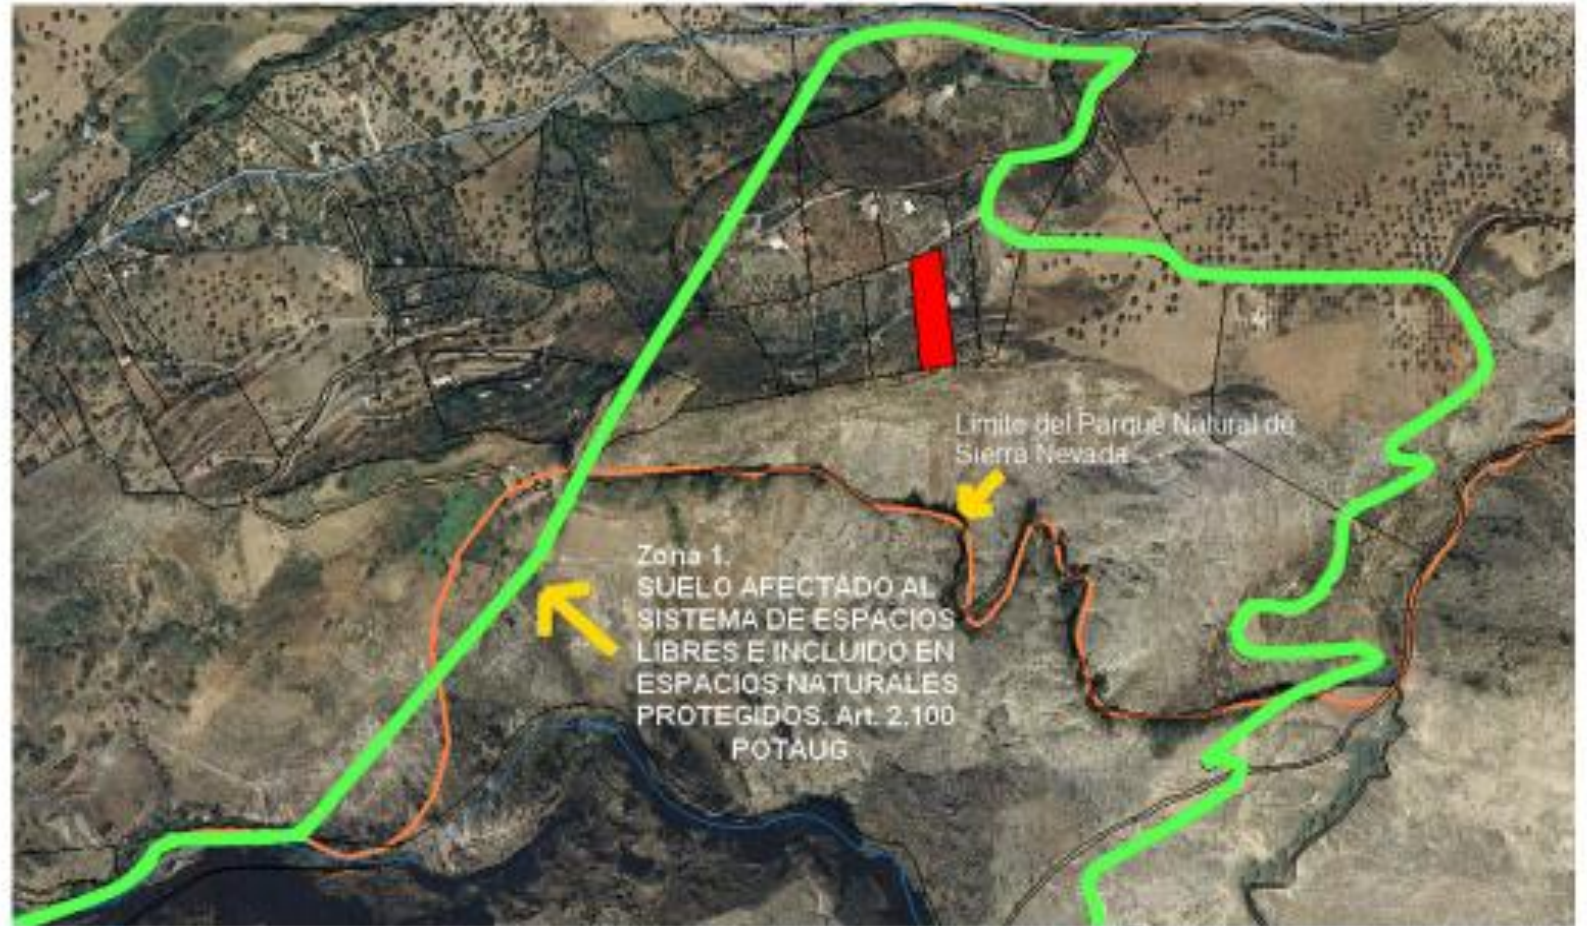 Limite del Parque Natural de
Sierra Nevada
Zona 1.
SUELO AFECTADO AL
SISTEMA DE ESPACIOS
LIBRES E INCLUIDO EN
ESPACIOS NATURALES
PROTEGIDOS. Art. 2.100
POTAUG